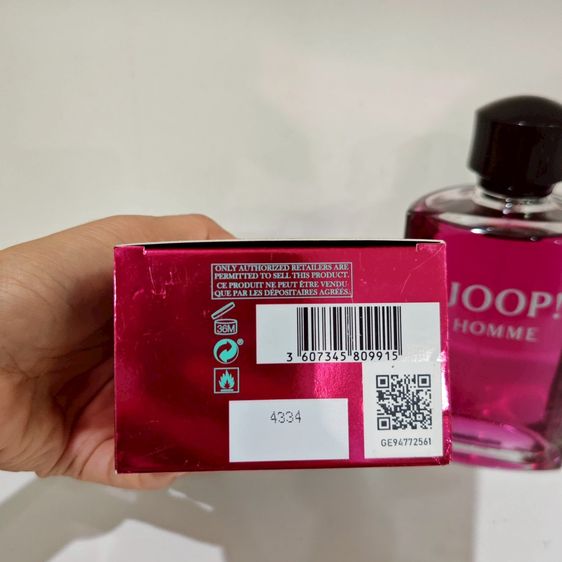 ONLY AUTHORIZED RETAILERS ARE
PERMITTED TO SELL THIS PRODUCT.
CE PRODUIT NE PEUT ÊTRE VENDU
QUE PAR LES DÉPOSITAIRES AGRÉÉS.
36M
3 607345 809915
4334
GE94772561
JOOP!
HOMME